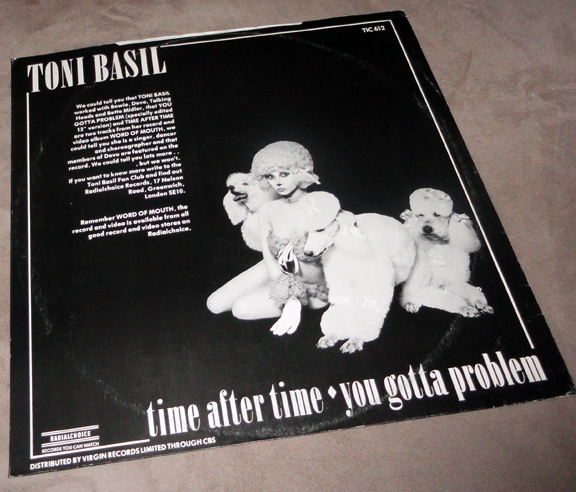 TONI BASIL
TIC 612
We could tell you that TONI BASIL
worked with Bowie, Devo, Talking
Heads and Bette Midler, that YOU
GOTTA PROBLEM (specially edited
12" version) and TIME AFTER TIME
are two tracks from her record and
video album WORD OF MOUTH, we
could tell you she is a singer, dancer
and choreographer and that
members of Devo are featured on the
record. We could tell you lots more . .
. but we won't.
If you want to know more write to the
Toni Basil Fan Club and find out
Radialchoice Records, 17 Nelson
Road, Greenwich,
London SE10.
Remember WORD OF MOUTH, the
record and video is available from all
good record and video stores on
Radialchoice.
time after time • you gotta problem
RADIALCHOICE
RECORDS YOU CAN WATCH
DISTRIBUTED BY VIRGIN RECORDS LIMITED THROUGH CBS